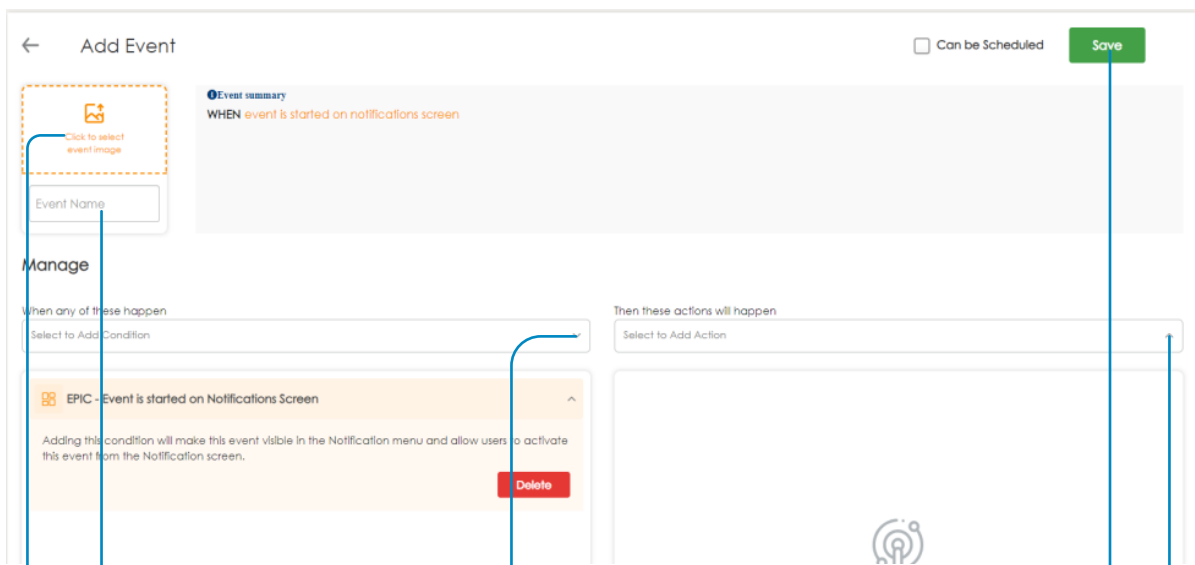 Add Event
Can be Scheduled
Save
Click to select
event image
Event Name
Event summary
WHEN event is started on notifications screen
Manage
When any of these happen
Select to Add Condition
Then these actions will happen
Select to Add Action
EPIC - Event is started on Notifications Screen
Adding this condition will make this event visible in the Notification menu and allow users to activate
this event from the Notification screen.
Delete